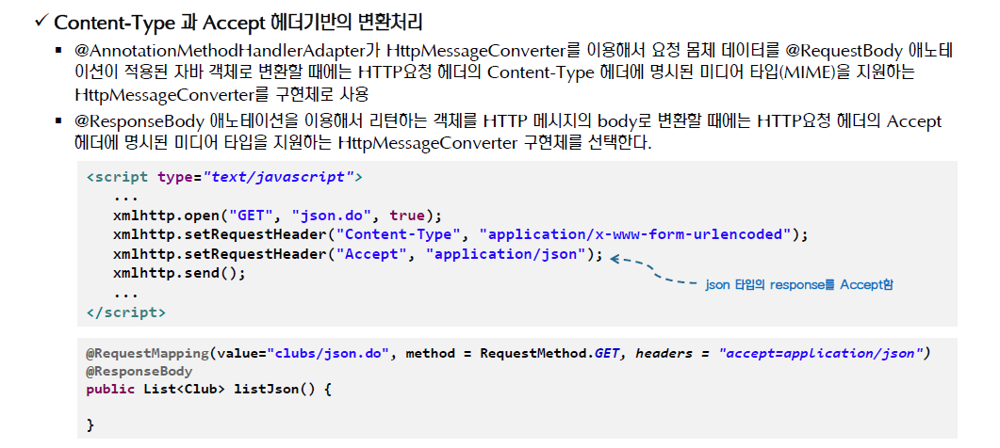 ✓ Content-Type 과 Accept 헤더기반의 변환처리
▪ @AnnotationMethodHandlerAdapter가 HttpMessageConverter를 이용해서 요청 몸체 데이터를 @RequestBody 애노테
이션이 적용된 자바 객체로 변환할 때에는 HTTP요청 헤더의 Content-Type 헤더에 명시된 미디어 타입(MIME)을 지원하는
HttpMessageConverter를 구현체로 사용
▪ @ResponseBody 애노테이션을 이용해서 리턴하는 객체를 HTTP 메시지의 body로 변환할 때에는 HTTP요청 헤더의 Accept
헤더에 명시된 미디어 타입을 지원하는 HttpMessageConverter 구현체를 선택한다.
<script type="text/javascript">
...
xmlhttp.open("GET", "json.do", true);
xmlhttp.setRequestHeader("Content-Type", "application/x-www-form-urlencoded");
xmlhttp.setRequestHeader("Accept", "application/json");
xmlhttp.send();
json 타입의 response를 Accept함
...
</script>
@RequestMapping(value="clubs/json.do", method = RequestMethod.GET, headers = "accept=application/json")
@ResponseBody
public List<Club> listJson() {
}